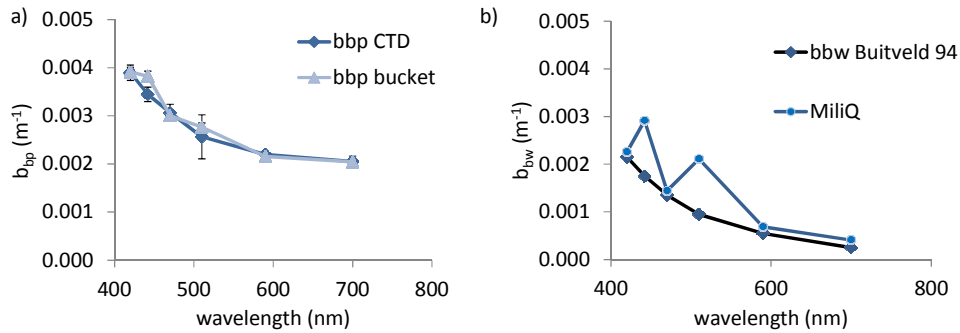 a)
0.005
0.004
0.003
0.002
0.001
0.000
b_bp (m⁻¹)
400 500 600 700 800
wavelength (nm)
bbp CTD
bbp bucket
b)
0.005
0.004
0.003
0.002
0.001
0.000
b_bw (m⁻¹)
400 600 800
wavelength (nm)
bbw Buitveld 94
MiliQ